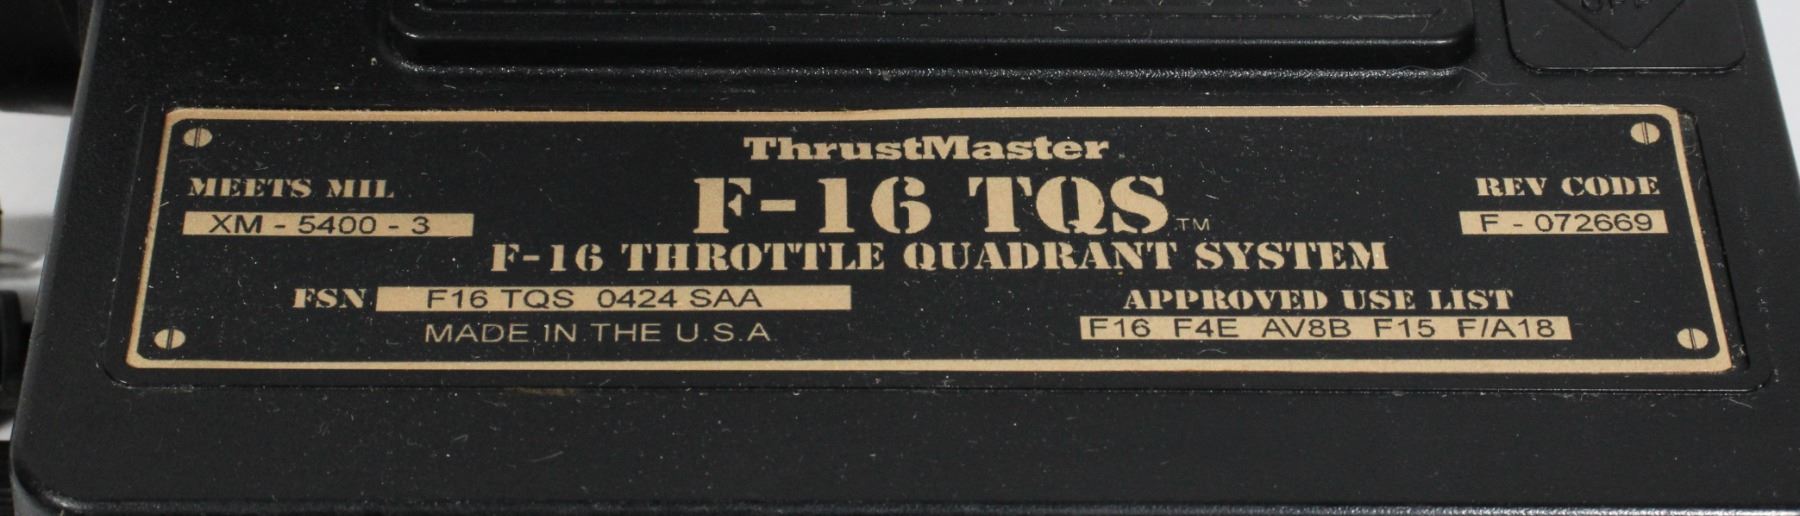 OFF
ThrustMaster
MEETS MIL
XM - 5400 - 3
F-16 TQS™
REV CODE
F - 072669
F-16 THROTTLE QUADRANT SYSTEM
FSN F16 TQS 0424 SAA
MADE IN THE U.S.A
APPROVED USE LIST
F16 F4E AV8B F15 F/A18